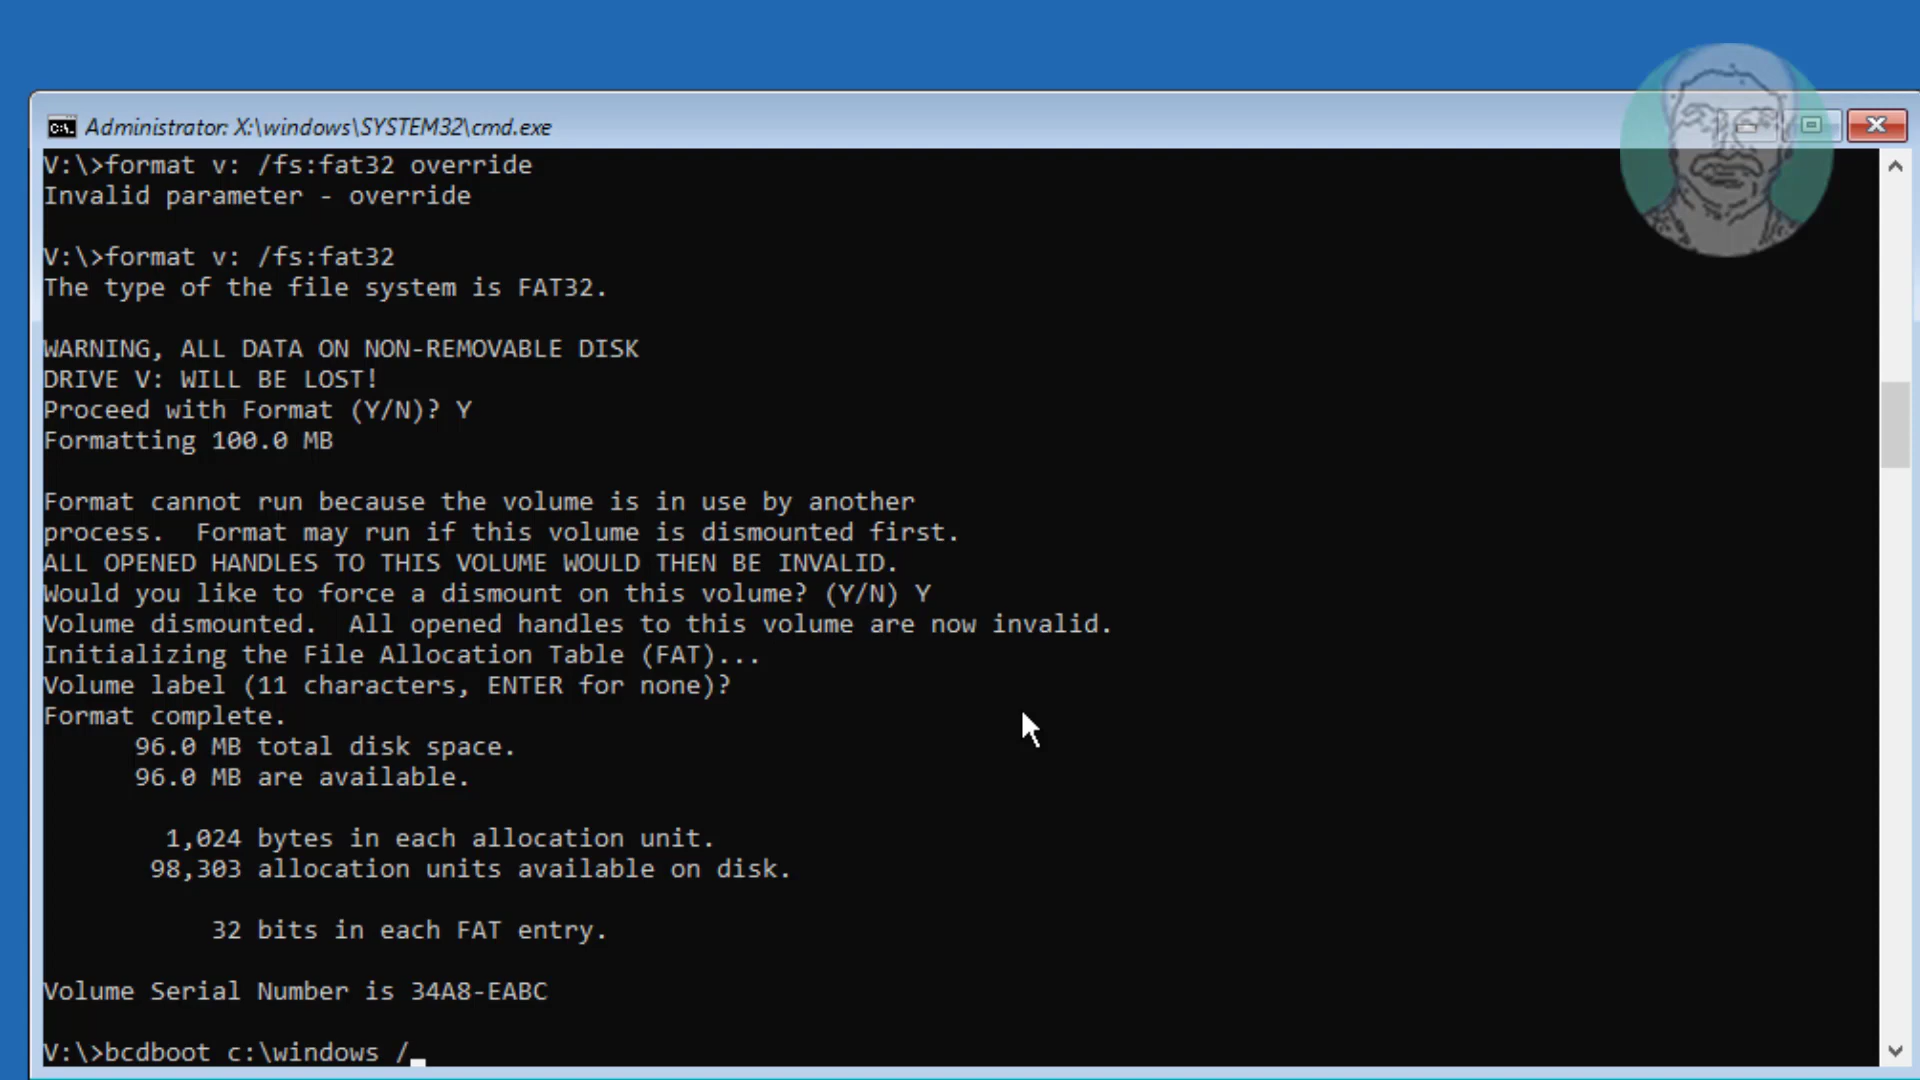 Administrator: X:\windows\SYSTEM32\cmd.exe
V:\>format v: /fs:fat32 override
Invalid parameter - override
V:\>format v: /fs:fat32
The type of the file system is FAT32.
WARNING, ALL DATA ON NON-REMOVABLE DISK
DRIVE V: WILL BE LOST!
Proceed with Format (Y/N)? Y
Formatting 100.0 MB
Format cannot run because the volume is in use by another
process.  Format may run if this volume is dismounted first.
ALL OPENED HANDLES TO THIS VOLUME WOULD THEN BE INVALID.
Would you like to force a dismount on this volume? (Y/N) Y
Volume dismounted.  All opened handles to this volume are now invalid.
Initializing the File Allocation Table (FAT)...
Volume label (11 characters, ENTER for none)?
Format complete.
96.0 MB total disk space.
96.0 MB are available.
1,024 bytes in each allocation unit.
98,303 allocation units available on disk.
32 bits in each FAT entry.
Volume Serial Number is 34A8-EABC
V:\>bcdboot c:\windows /